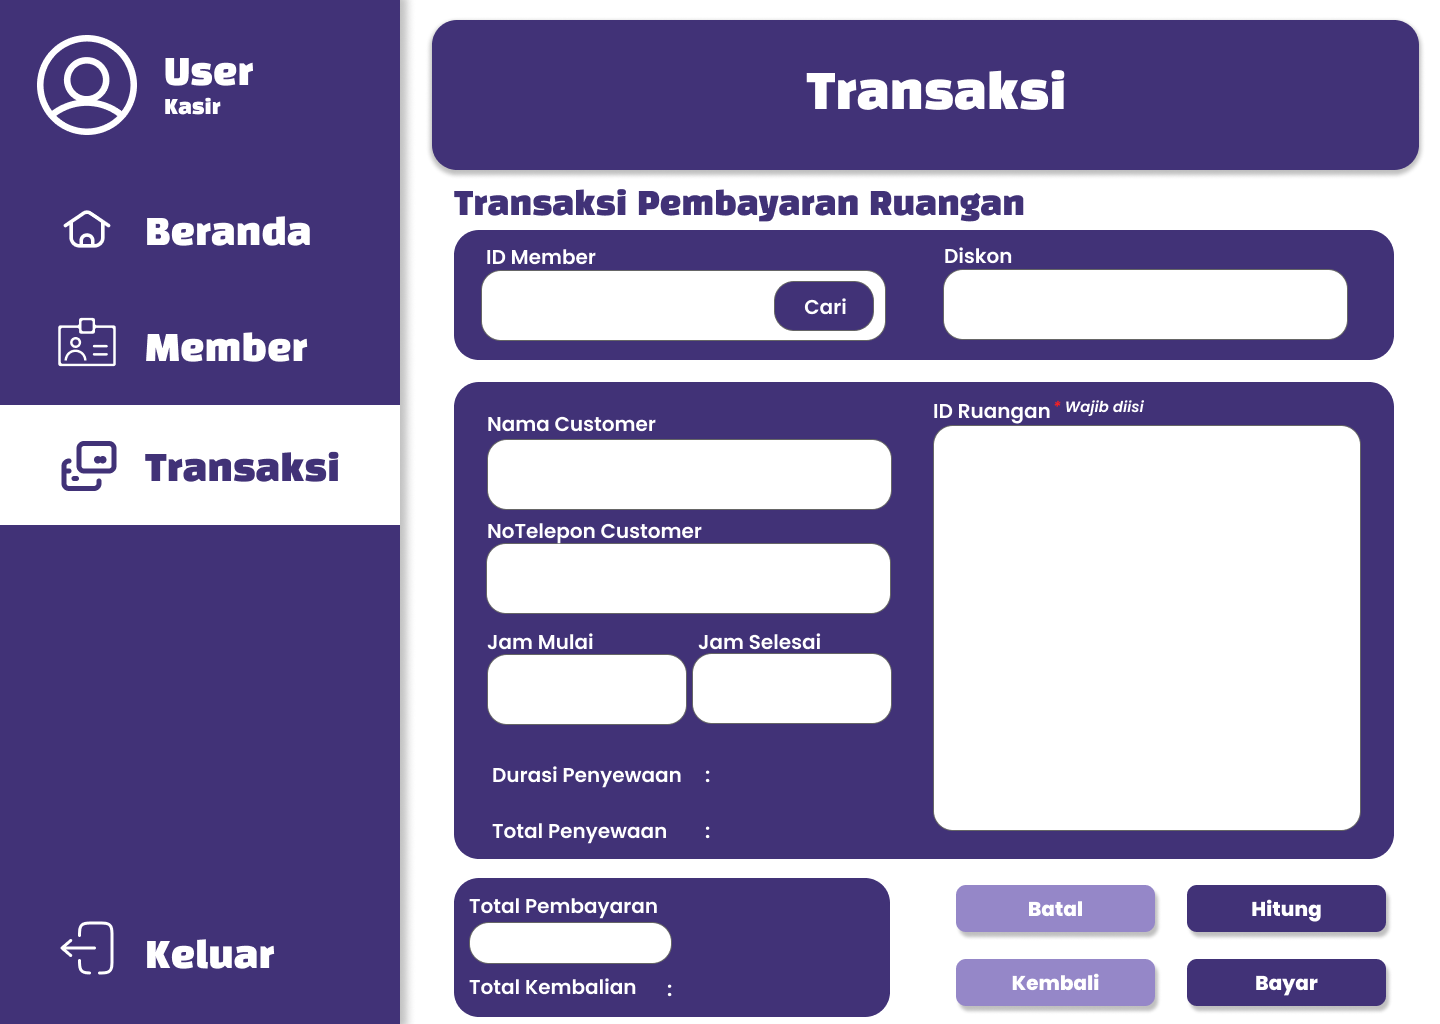 User
Kasir
Beranda
Member
Transaksi
Keluar
Transaksi
Transaksi Pembayaran Ruangan
ID Member
Cari
Diskon
Nama Customer
NoTelepon Customer
Jam Mulai
Jam Selesai
Durasi Penyewaan :
Total Penyewaan :
ID Ruangan * Wajib diisi
Total Pembayaran
Total Kembalian :
Batal
Hitung
Kembali
Bayar